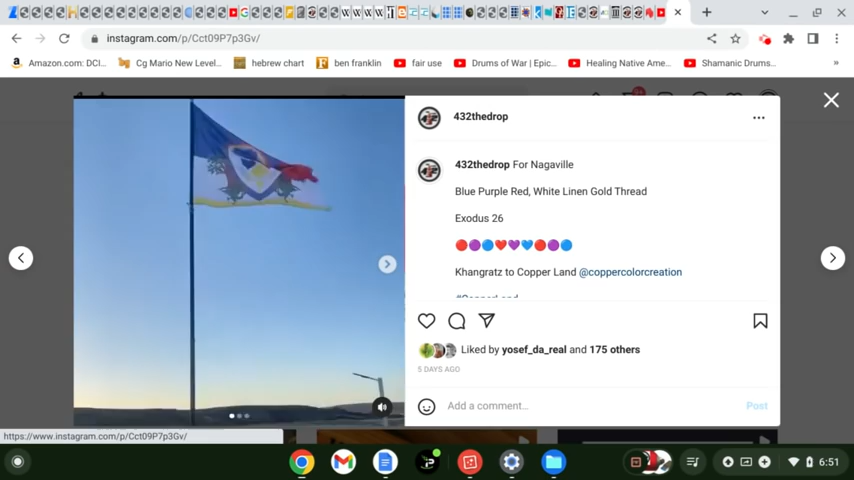 instagram.com/p/Cct09P7p3Gv/
Amazon.com: DCI...
Cg Mario New Level...
hebrew chart
ben franklin
fair use
Drums of War | Epic...
Healing Native Ame...
Shamanic Drums...
»
432thedrop
432thedrop For Nagaville
Blue Purple Red, White Linen Gold Thread
Exodus 26
🔴🟣🔵❤️💜💙🔴🟣🔵
Khangratz to Copper Land @coppercolorcreation
#CopperLand
Liked by yosef_da_real and 175 others
5 DAYS AGO
Add a comment...
Post
https://www.instagram.com/p/Cct09P7p3Gv/
6:51